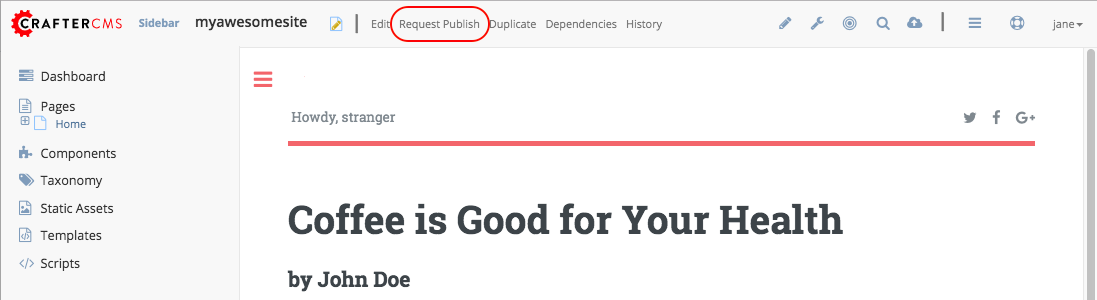 CRAFTERCMS Sidebar myawesomesite Edit Request Publish Duplicate Dependencies History jane
Dashboard
Pages
Home
Components
Taxonomy
Static Assets
Templates
Scripts
Howdy, stranger
Coffee is Good for Your Health
by John Doe